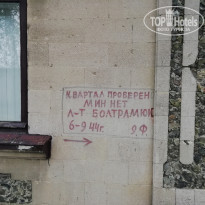 TOP HOTELS
КВАРТАЛ ПРОВЕРЕН
МИН НЕТ
Л-Т БОЛТРАМЮК
6-9 44г. Я.Ф.